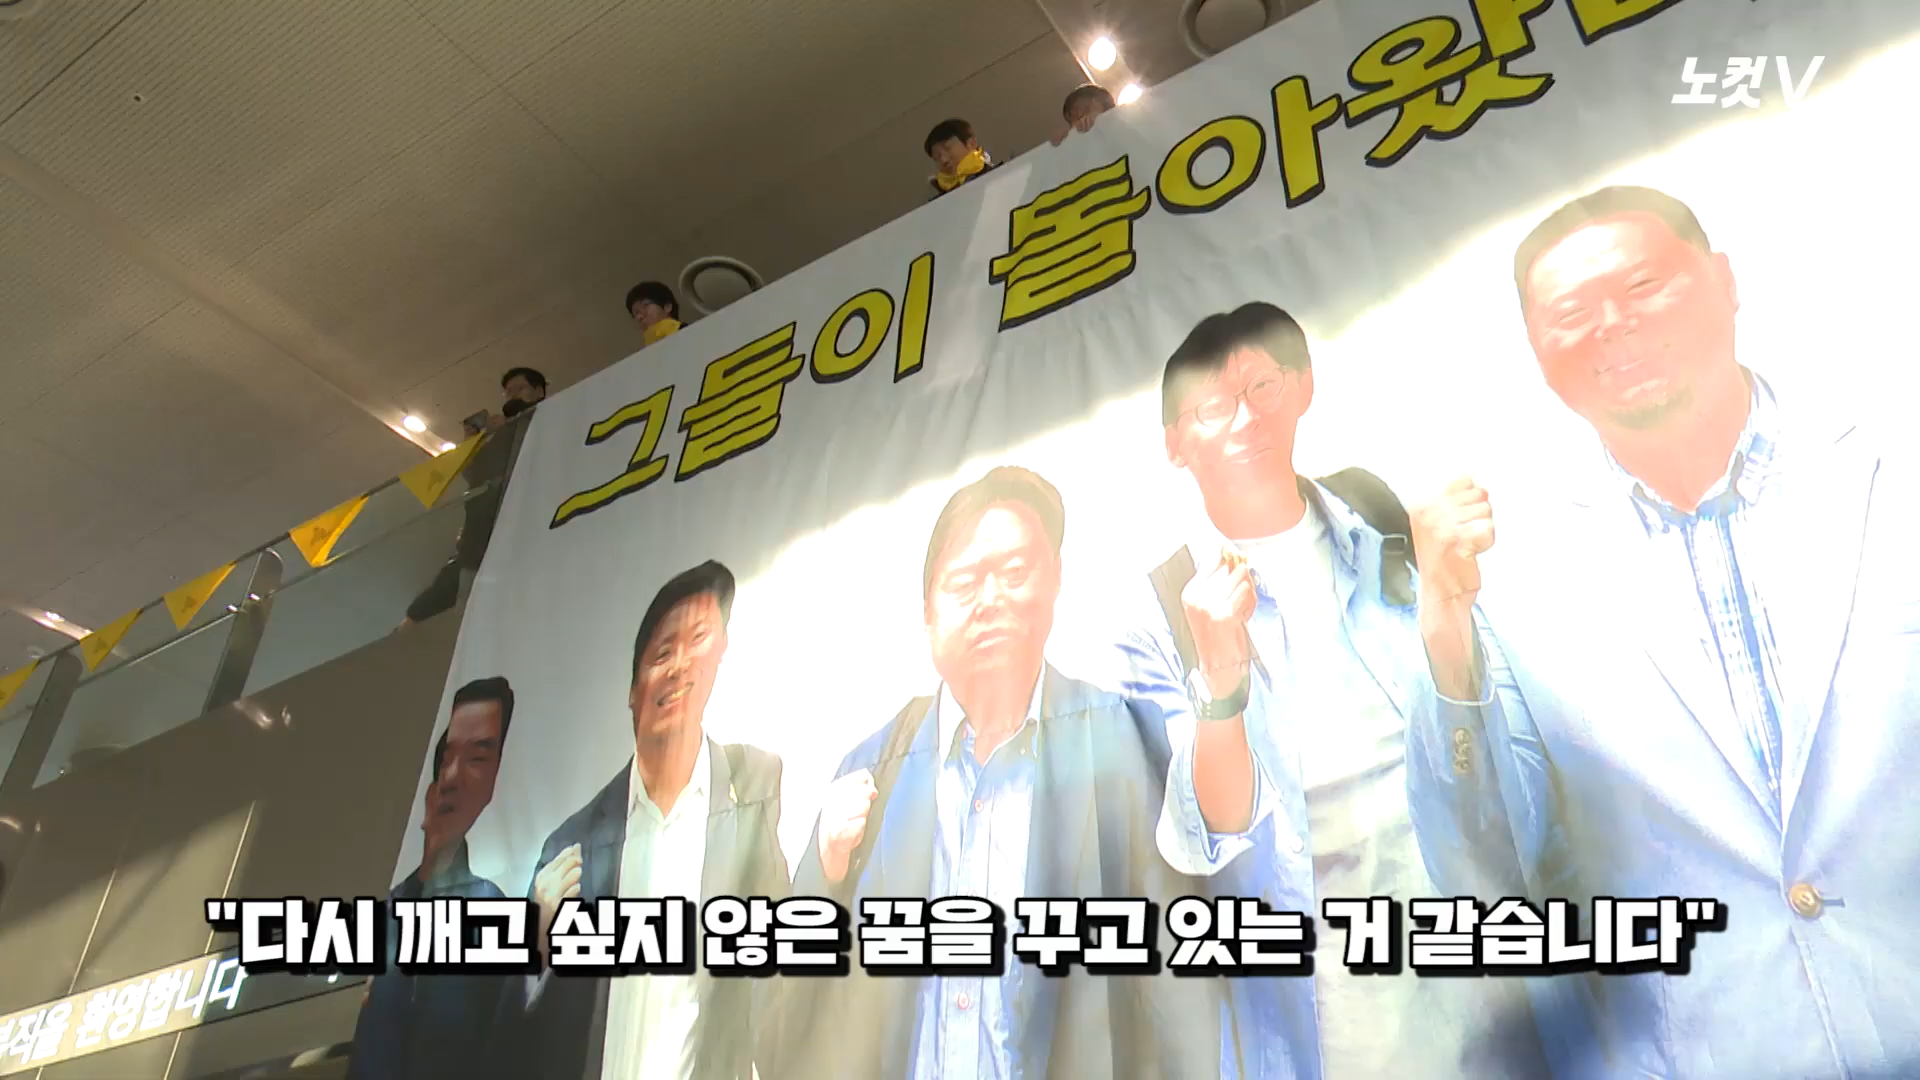 노컷V
그들이 돌아왔
"다시 깨고 싶지 않은 꿈을 꾸고 있는 거 같습니다"
환영합니다